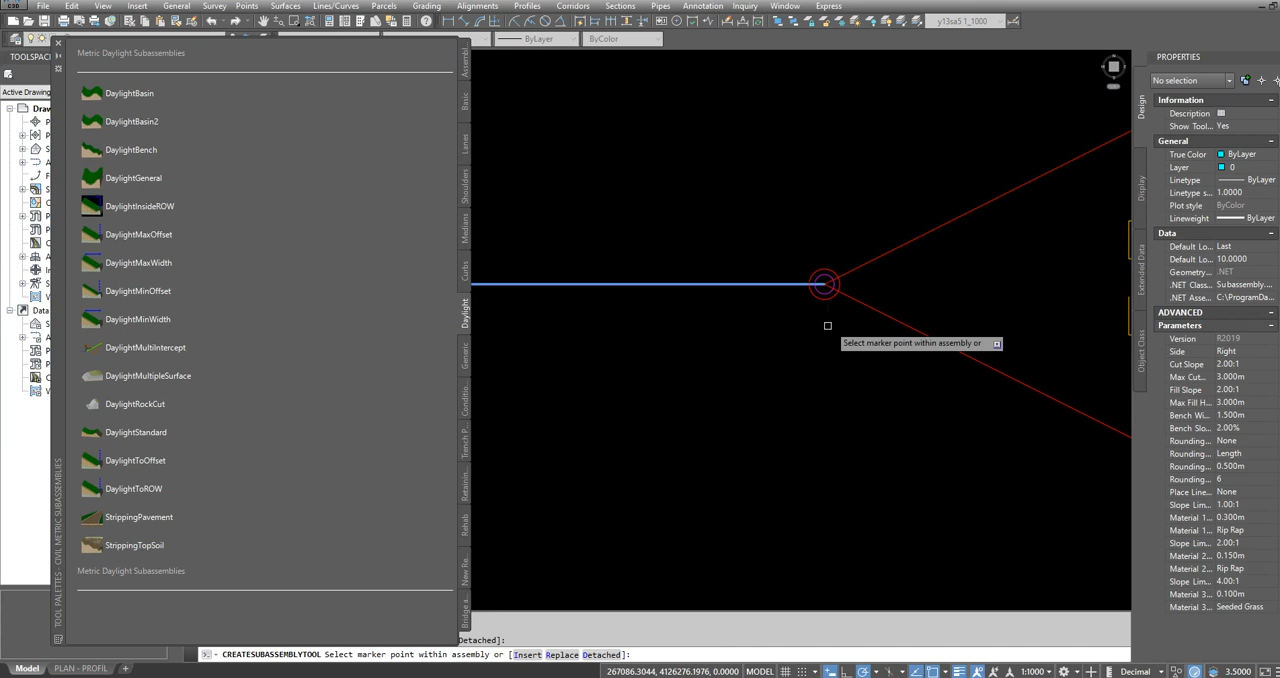 File Edit View Insert General Survey Points Surfaces Lines/Curves Parcels Grading Alignments Profiles Corridors Sections Pipes Annotation Inquiry Window Express
y13sa5 1_1000
ByLayer
ByColor
TOOLSPACE
Active Drawing
Metric Daylight Subassemblies
DaylightBasin
DaylightBasin2
DaylightBench
DaylightGeneral
DaylightInsideROW
DaylightMaxOffset
DaylightMaxWidth
DaylightMinOffset
DaylightMinWidth
DaylightMultiIntercept
DaylightMultipleSurface
DaylightRockCut
DaylightStandard
DaylightToOffset
DaylightToROW
StrippingPavement
StrippingTopSoil
Metric Daylight Subassemblies
TOOL PALETTES - CIVIL METRIC SUBASSEMBLIES
Assembl...
Basic
Lanes
Shoulders
Medians
Curbs
Daylight
Generic
Conditio...
Trench P...
Retainin...
Rehab
New Re...
Bridge a...
Select marker point within assembly or
Design
Display
Extended Data
Object Class
PROPERTIES
No selection
Information
Description
Show Tool... Yes
General
True Color ByLayer
Layer 0
Linetype ByLayer
Linetype s... 1.0000
Plot style ByColor
Lineweight ByLayer
Data
Default Lo... Last
Default Lo... 10.0000
Geometry ... .NET
.NET Class Subassembly....
.NET Asse... C:\ProgramDa...
ADVANCED
Parameters
Version R2019
Side Right
Cut Slope 2.00:1
Max Cut... 3.000m
Fill Slope 2.00:1
Max Fill H... 3.000m
Bench Wi... 1.500m
Bench Slo... 2.00%
Rounding... None
Rounding... Length
Rounding... 0.500m
Rounding... 6
Place Line... None
Slope Lim... 1.00:1
Material 1... 0.300m
Material 1... Rip Rap
Slope Lim... 2.00:1
Material 2... 0.150m
Material 2... Rip Rap
Slope Lim... 4.00:1
Material 3... 0.100m
Material 3... Seeded Grass
Detached]:
CREATESUBASSEMBLYTOOL Select marker point within assembly or [Insert Replace Detached]:
Model PLAN - PROFIL +
267086.3044, 4126276.1976, 0.0000 MODEL 1:1000 Decimal 3.5000